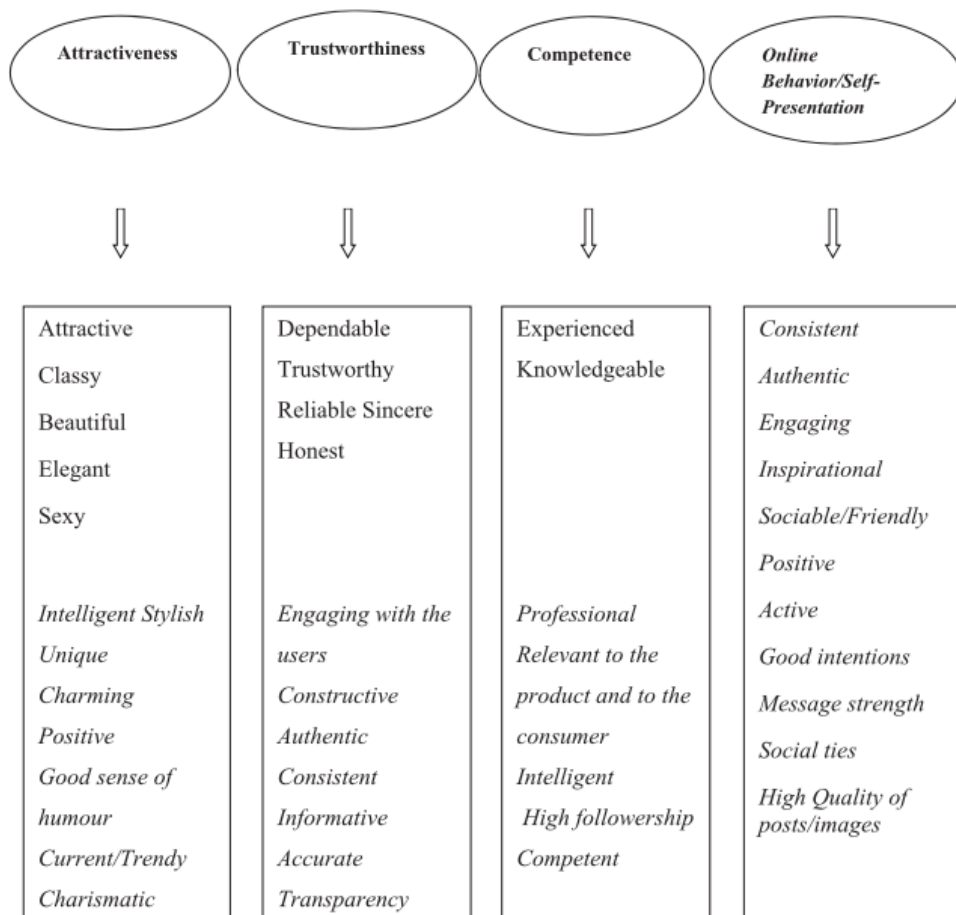 Attractiveness
Trustworthiness
Competence
Online
Behavior/Self-
Presentation
Attractive
Classy
Beautiful
Elegant
Sexy
Intelligent Stylish
Unique
Charming
Positive
Good sense of
humour
Current/Trendy
Charismatic
Dependable
Trustworthy
Reliable Sincere
Honest
Engaging with the
users
Constructive
Authentic
Consistent
Informative
Accurate
Transparency
Experienced
Knowledgeable
Professional
Relevant to the
product and to the
consumer
Intelligent
High followership
Competent
Consistent
Authentic
Engaging
Inspirational
Sociable/Friendly
Positive
Active
Good intentions
Message strength
Social ties
High Quality of
posts/images